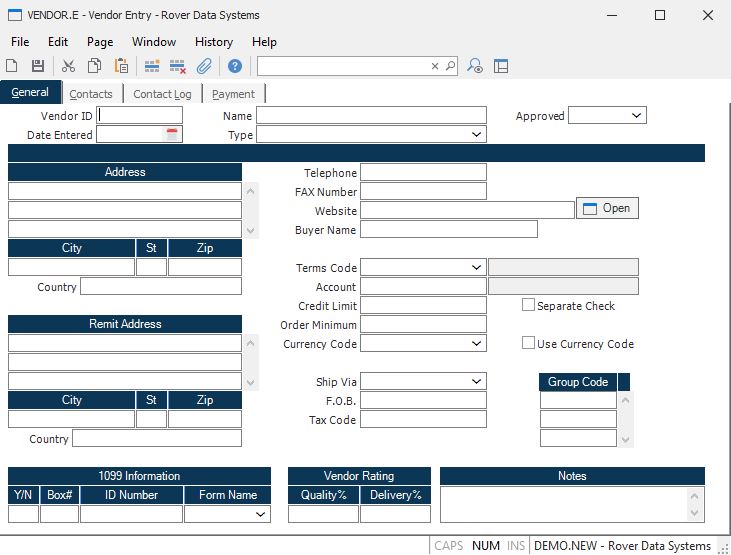 VENDOR.E - Vendor Entry - Rover Data Systems
File Edit Page Window History Help
General Contacts Contact Log Payment
Vendor ID Name Approved
Date Entered Type
Address Telephone
FAX Number
Website Open
Buyer Name
City St Zip
Terms Code
Country Account
Credit Limit Separate Check
Remit Address Order Minimum
Currency Code Use Currency Code
Ship Via Group Code
City St Zip F.O.B.
Tax Code
Country
1099 Information Vendor Rating Notes
Y/N Box# ID Number Form Name Quality% Delivery%
CAPS NUM INS DEMO.NEW - Rover Data Systems